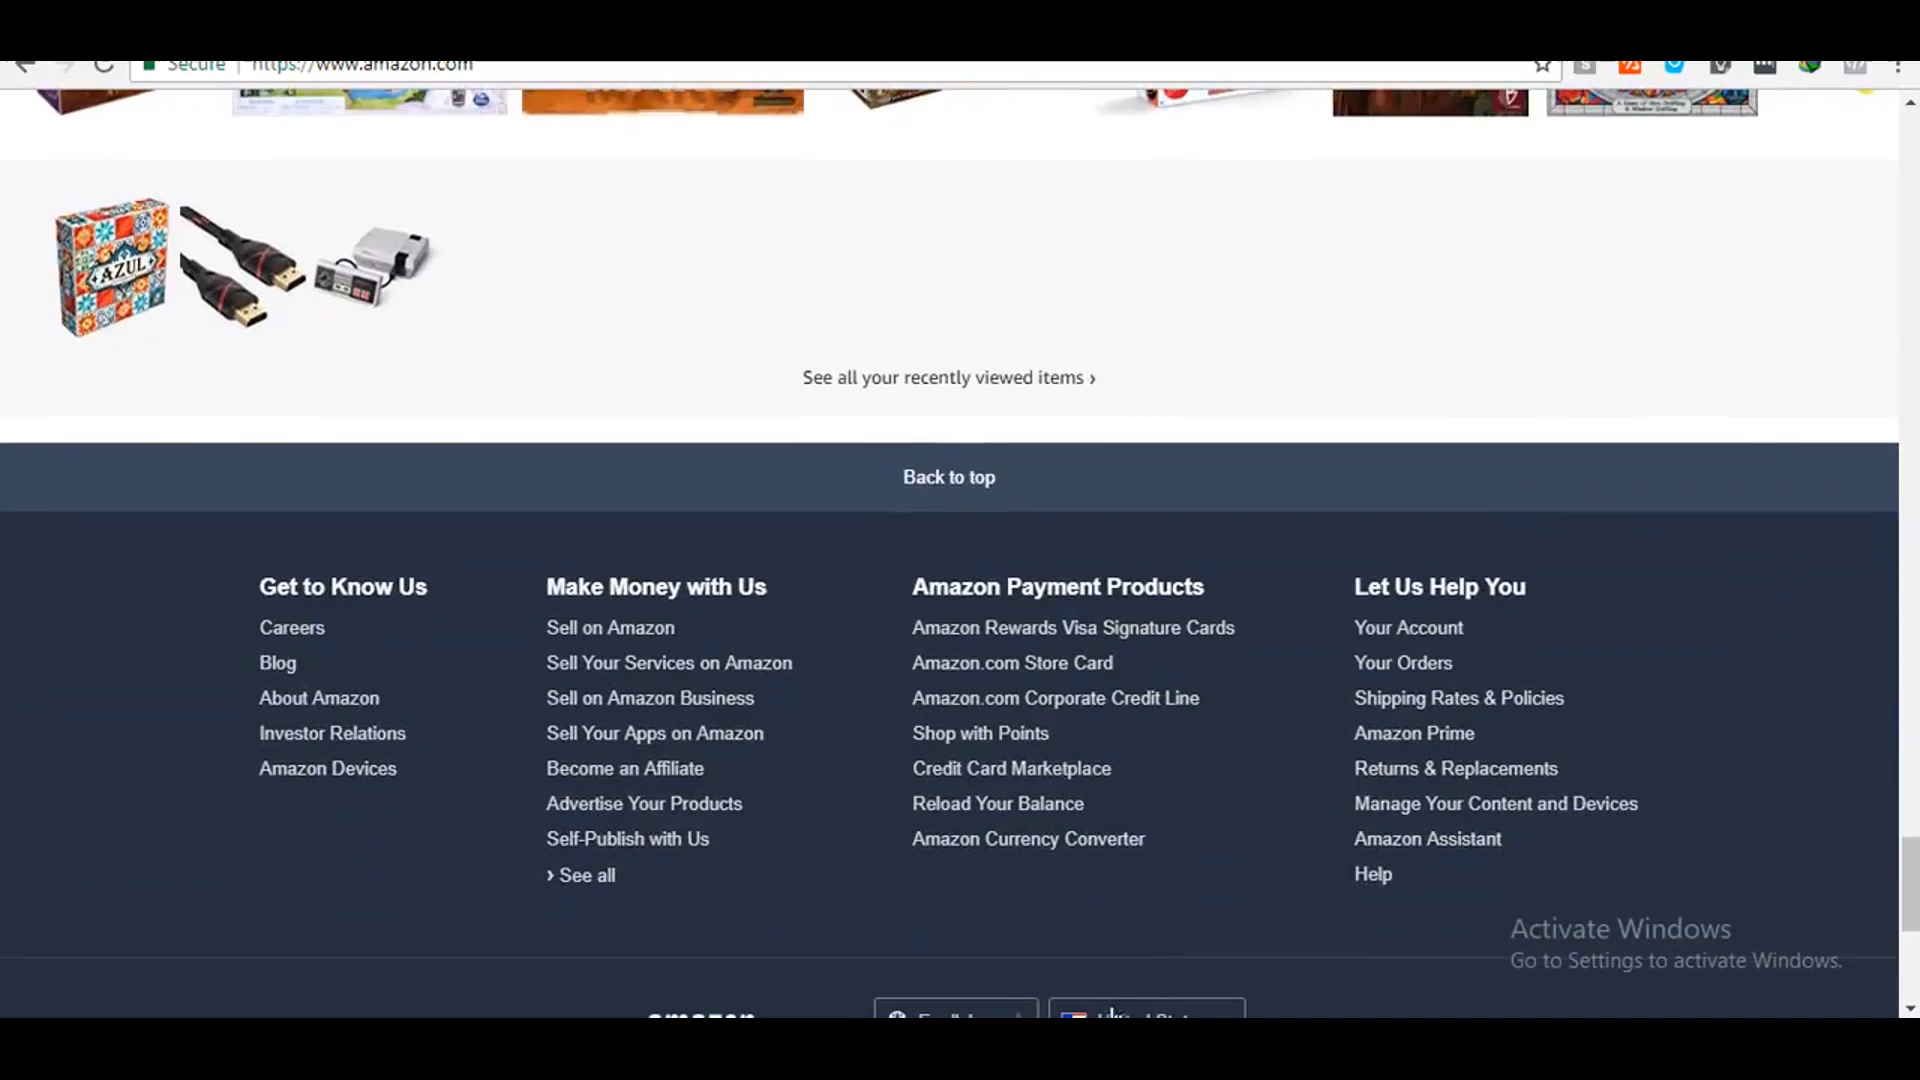 Secure | https://www.amazon.com
AZUL
See all your recently viewed items ›
Back to top
Get to Know Us
Careers
Blog
About Amazon
Investor Relations
Amazon Devices
Make Money with Us
Sell on Amazon
Sell Your Services on Amazon
Sell on Amazon Business
Sell Your Apps on Amazon
Become an Affiliate
Advertise Your Products
Self-Publish with Us
› See all
Amazon Payment Products
Amazon Rewards Visa Signature Cards
Amazon.com Store Card
Amazon.com Corporate Credit Line
Shop with Points
Credit Card Marketplace
Reload Your Balance
Amazon Currency Converter
Let Us Help You
Your Account
Your Orders
Shipping Rates & Policies
Amazon Prime
Returns & Replacements
Manage Your Content and Devices
Amazon Assistant
Help
Activate Windows
Go to Settings to activate Windows.
amazon